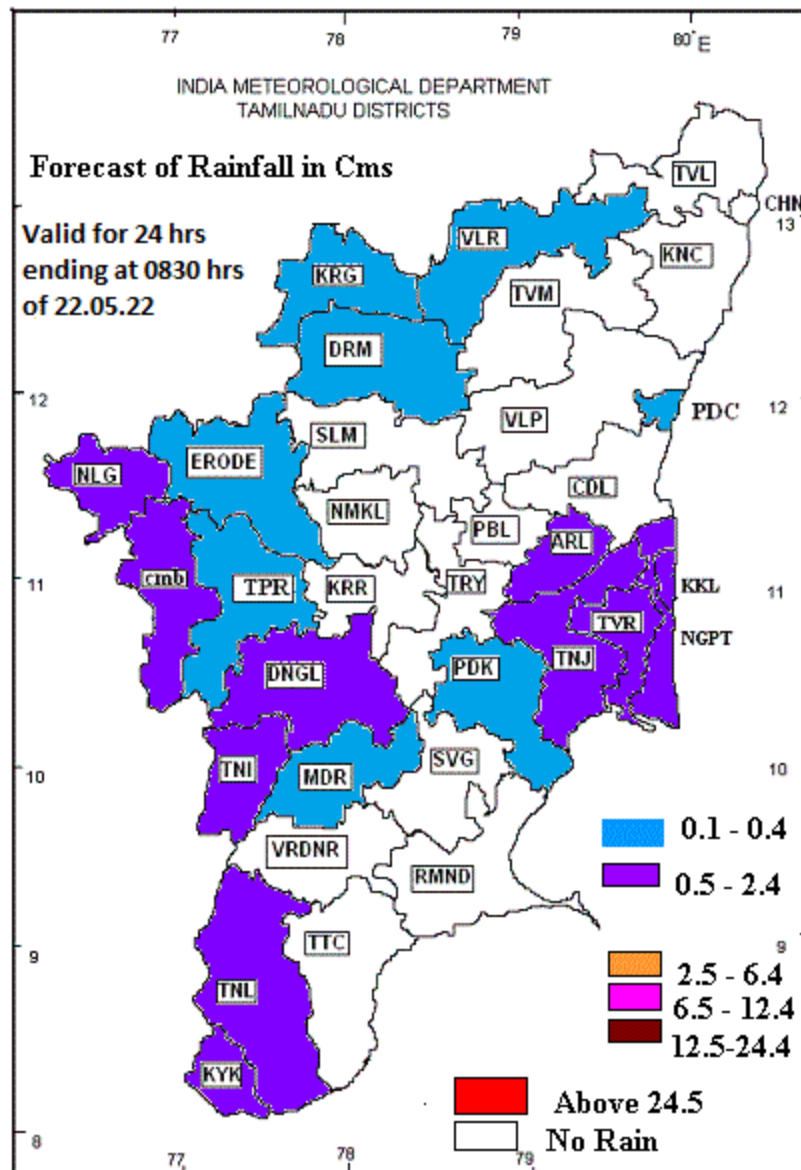 77 78 79 80°E
INDIA METEOROLOGICAL DEPARTMENT
TAMILNADU DISTRICTS
Forecast of Rainfall in Cms
Valid for 24 hrs
ending at 0830 hrs
of 22.05.22
TVL
CHN
13
VLR
KNC
KRG
TVM
DRM
12
12
PDC
SLM
VLP
ERODE
NLG
CDL
NMKL
PBL
ARL
11
cmb
TPR
KRR
TRY
KKL
11
TVR
NGPT
DNGL
PDK
TNJ
10
TNI
MDR
SVG
10
0.1 - 0.4
VRDNR
RMND
0.5 - 2.4
9
TTC
9
2.5 - 6.4
TNL
6.5 - 12.4
12.5-24.4
KYK
Above 24.5
No Rain
8
77 78 79